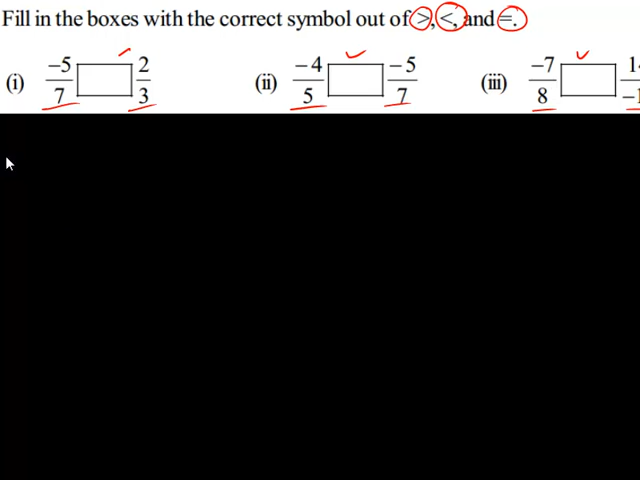 Fill in the boxes with the correct symbol out of >, <, and =.
(i) −5/7 □ 2/3 (ii) −4/5 □ −5/7 (iii) −7/8 □